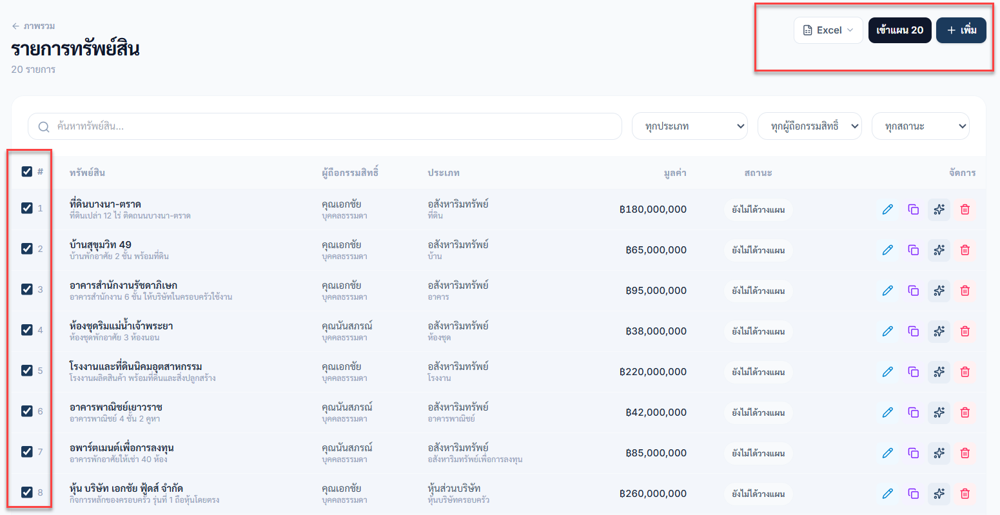 ← ภาพรวม
รายการทรัพย์สิน
20 รายการ
Excel
เข้าแผน 20
+ เพิ่ม
ค้นหาทรัพย์สิน...
ทุกประเภท
ทุกผู้ถือกรรมสิทธิ์
ทุกสถานะ
# ทรัพย์สิน ผู้ถือกรรมสิทธิ์ ประเภท มูลค่า สถานะ จัดการ
1 ที่ดินบางนา-ตราด คุณเอกชัย อสังหาริมทรัพย์ ฿180,000,000 ยังไม่ได้วางแผน
ที่ดินเปล่า 12 ไร่ ติดถนนบางนา-ตราด บุคคลธรรมดา ที่ดิน
2 บ้านสุขุมวิท 49 คุณเอกชัย อสังหาริมทรัพย์ ฿65,000,000 ยังไม่ได้วางแผน
บ้านพักอาศัย 2 ชั้น พร้อมที่ดิน บุคคลธรรมดา บ้าน
3 อาคารสำนักงานรัชดาภิเษก คุณเอกชัย อสังหาริมทรัพย์ ฿95,000,000 ยังไม่ได้วางแผน
อาคารสำนักงาน 6 ชั้น ให้บริษัทในครอบครัวใช้งาน บุคคลธรรมดา อาคาร
4 ห้องชุดริมแม่น้ำเจ้าพระยา คุณนันสภรณ์ อสังหาริมทรัพย์ ฿38,000,000 ยังไม่ได้วางแผน
ห้องชุดพักอาศัย 3 ห้องนอน บุคคลธรรมดา ห้องชุด
5 โรงงานและที่ดินนิคมอุตสาหกรรม คุณเอกชัย อสังหาริมทรัพย์ ฿220,000,000 ยังไม่ได้วางแผน
โรงงานผลิตสินค้า พร้อมที่ดินและสิ่งปลูกสร้าง บุคคลธรรมดา โรงงาน
6 อาคารพาณิชย์เยาวราช คุณนันสภรณ์ อสังหาริมทรัพย์ ฿42,000,000 ยังไม่ได้วางแผน
อาคารพาณิชย์ 4 ชั้น 2 คูหา บุคคลธรรมดา อาคารพาณิชย์
7 อพาร์ตเมนต์เพื่อการลงทุน คุณนันสภรณ์ อสังหาริมทรัพย์ ฿85,000,000 ยังไม่ได้วางแผน
อาคารพักอาศัยให้เช่า 40 ห้อง บุคคลธรรมดา อสังหาริมทรัพย์เพื่อการลงทุน
8 หุ้น บริษัท เอกชัย ฟู้ดส์ จำกัด คุณเอกชัย หุ้นส่วนบริษัท ฿260,000,000 ยังไม่ได้วางแผน
กิจการหลักของครอบครัว รุ่นที่ 1 ถือหุ้นโดยตรง บุคคลธรรมดา หุ้นบริษัทครอบครัว